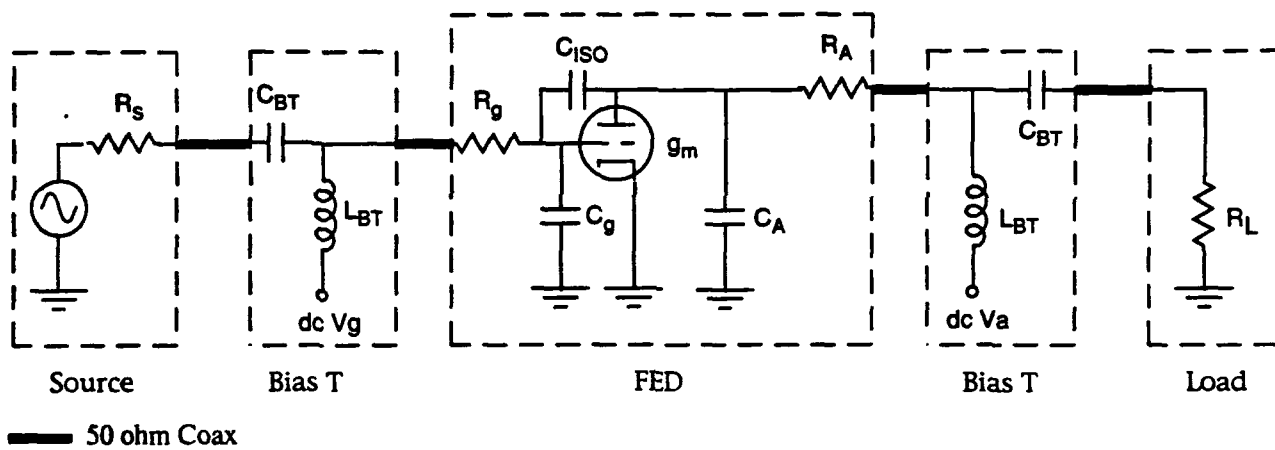 R_s
C_BT
L_BT
dc Vg
R_g
C_ISO
g_m
C_g
C_A
R_A
C_BT
L_BT
dc Va
R_L
Source
Bias T
FED
Bias T
Load
50 ohm Coax